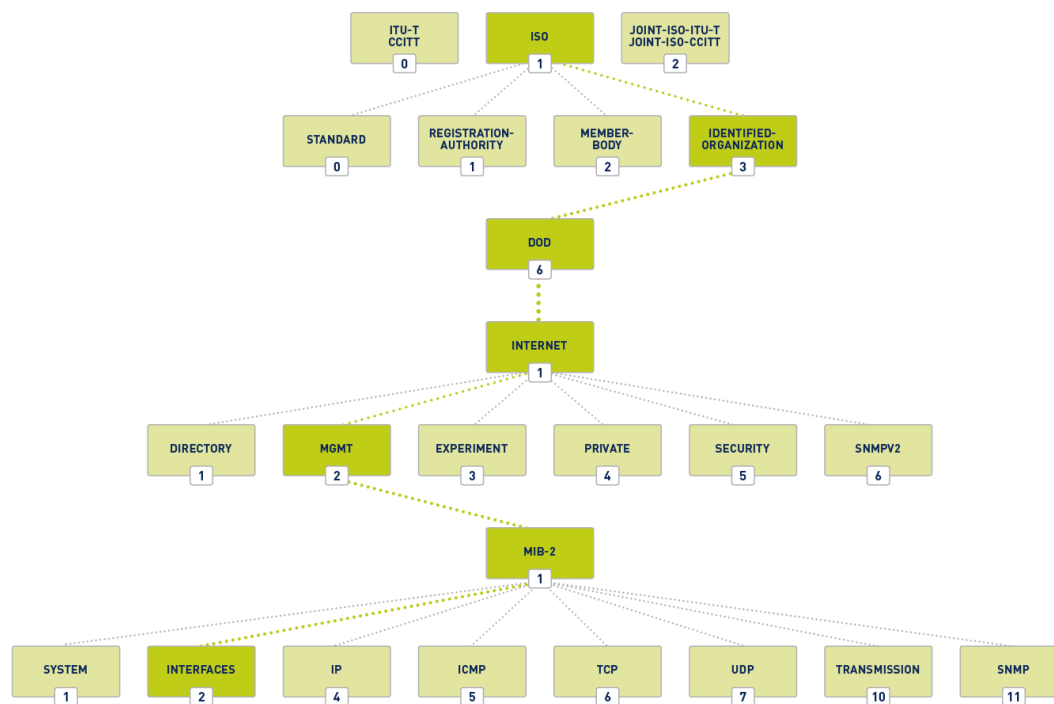 ITU-T
CCITT
0
ISO
1
JOINT-ISO-ITU-T
JOINT-ISO-CCITT
2
STANDARD
0
REGISTRATION-
AUTHORITY
1
MEMBER-
BODY
2
IDENTIFIED-
ORGANIZATION
3
DOD
6
INTERNET
1
DIRECTORY
1
MGMT
2
EXPERIMENT
3
PRIVATE
4
SECURITY
5
SNMPV2
6
MIB-2
1
SYSTEM
1
INTERFACES
2
IP
4
ICMP
5
TCP
6
UDP
7
TRANSMISSION
10
SNMP
11